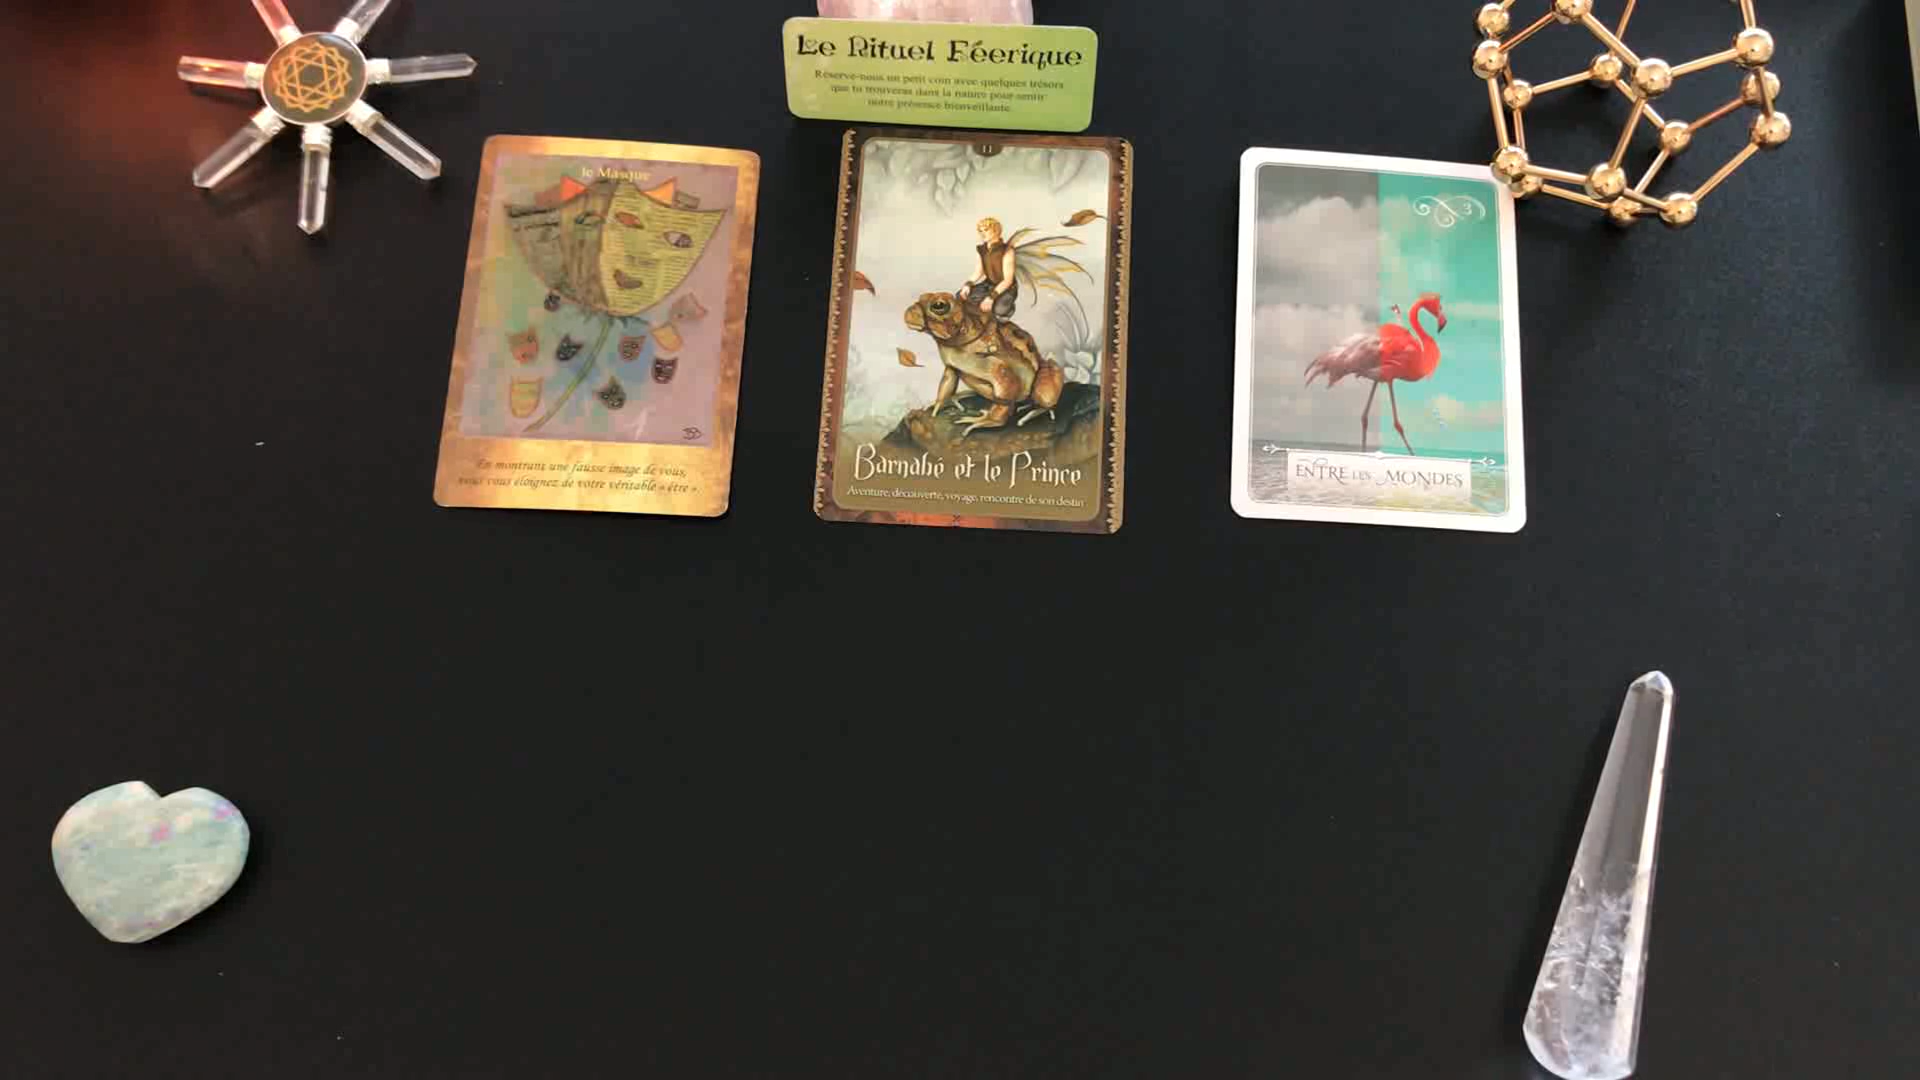 Le Rituel Féerique
Réserve-nous un petit coin avec quelques trésors
que tu trouveras dans la nature pour sentir
notre présence bienveillante.
le Masque
En montrant une fausse image de vous,
vous vous éloignez de votre véritable « être ».
11
Barnabé et le Prince
Aventure, découverte, voyage, rencontre de son destin
3
ENTRE LES MONDES